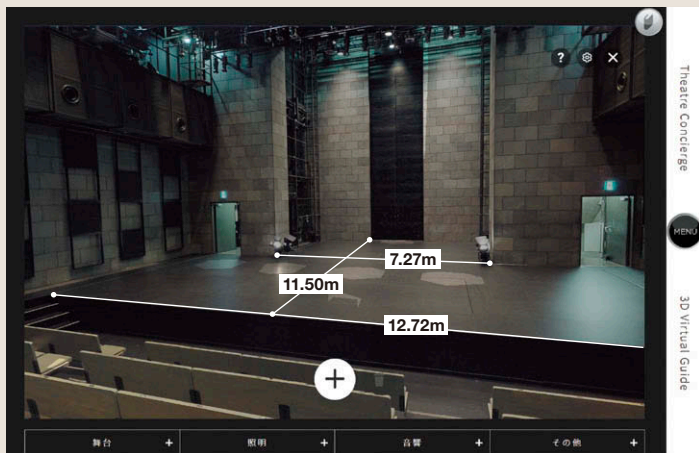 ?
×
7.27m
11.50m
12.72m
+
舞台 +
照明 +
音響 +
その他 +
Theatre Concierge
MENU
3D Virtual Guide